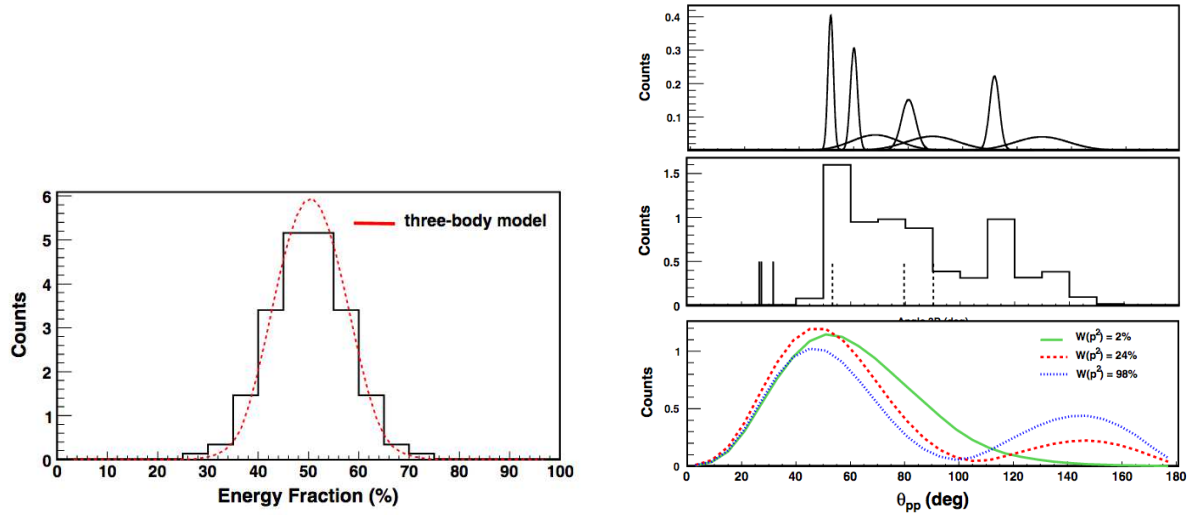 Counts
6
5
4
3
2
1
0
three-body model
0 10 20 30 40 50 60 70 80 90 100
Energy Fraction (%)
Counts
0.4
0.3
0.2
0.1
Counts
1.5
1
0.5
0
Counts
1
0.5
0
W(p²) = 2%
W(p²) = 24%
W(p²) = 98%
0 20 40 60 80 100 120 140 160 180
θpp (deg)